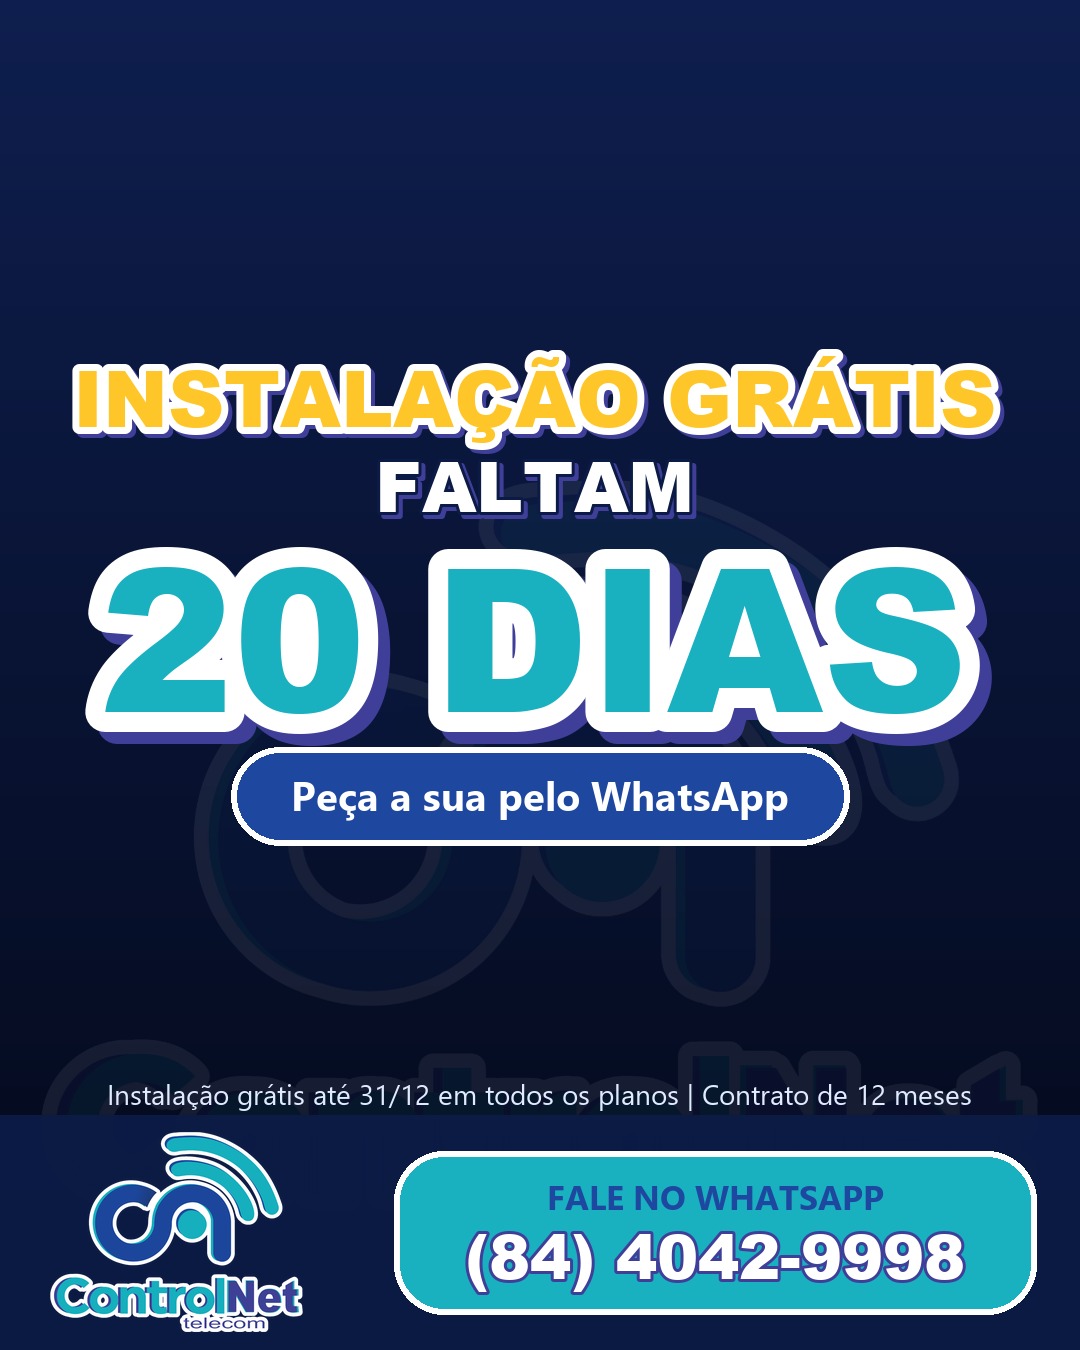 INSTALAÇÃO GRÁTIS
FALTAM
20 DIAS
Peça a sua pelo WhatsApp
Instalação grátis até 31/12 em todos os planos | Contrato de 12 meses
FALE NO WHATSAPP
(84) 4042-9998
ControlNet
telecom